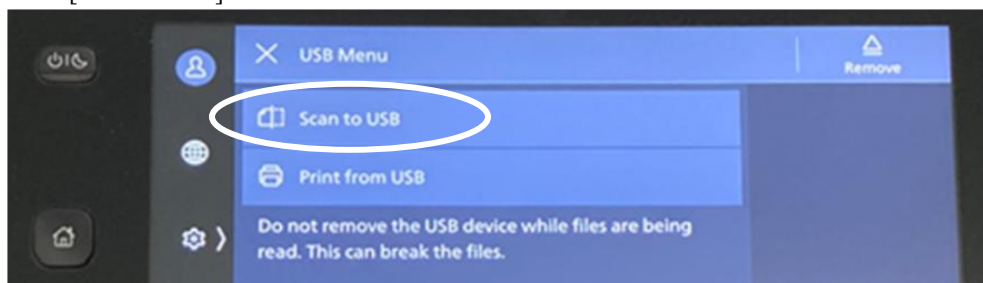 USB Menu
Remove
Scan to USB
Print from USB
Do not remove the USB device while files are being
read. This can break the files.